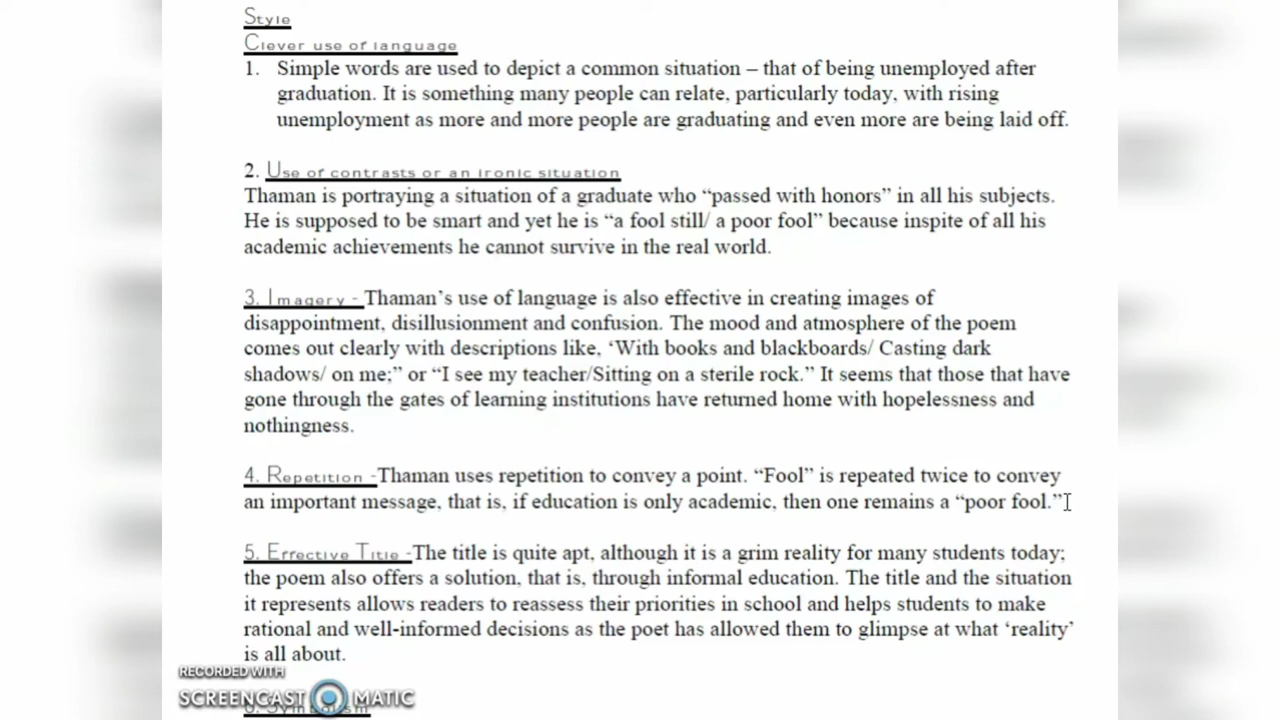 Style
Clever use of language
1. Simple words are used to depict a common situation – that of being unemployed after
graduation. It is something many people can relate, particularly today, with rising
unemployment as more and more people are graduating and even more are being laid off.
2. Use of contrasts or an ironic situation
Thaman is portraying a situation of a graduate who “passed with honors” in all his subjects.
He is supposed to be smart and yet he is “a fool still/ a poor fool” because inspite of all his
academic achievements he cannot survive in the real world.
3. Imagery - Thaman’s use of language is also effective in creating images of
disappointment, disillusionment and confusion. The mood and atmosphere of the poem
comes out clearly with descriptions like, ‘With books and blackboards/ Casting dark
shadows/ on me;” or “I see my teacher/Sitting on a sterile rock.” It seems that those that have
gone through the gates of learning institutions have returned home with hopelessness and
nothingness.
4. Repetition -Thaman uses repetition to convey a point. “Fool” is repeated twice to convey
an important message, that is, if education is only academic, then one remains a “poor fool.”
5. Effective Title -The title is quite apt, although it is a grim reality for many students today;
the poem also offers a solution, that is, through informal education. The title and the situation
it represents allows readers to reassess their priorities in school and helps students to make
rational and well-informed decisions as the poet has allowed them to glimpse at what ‘reality’
is all about.
RECORDED WITH
SCREENCAST MATIC